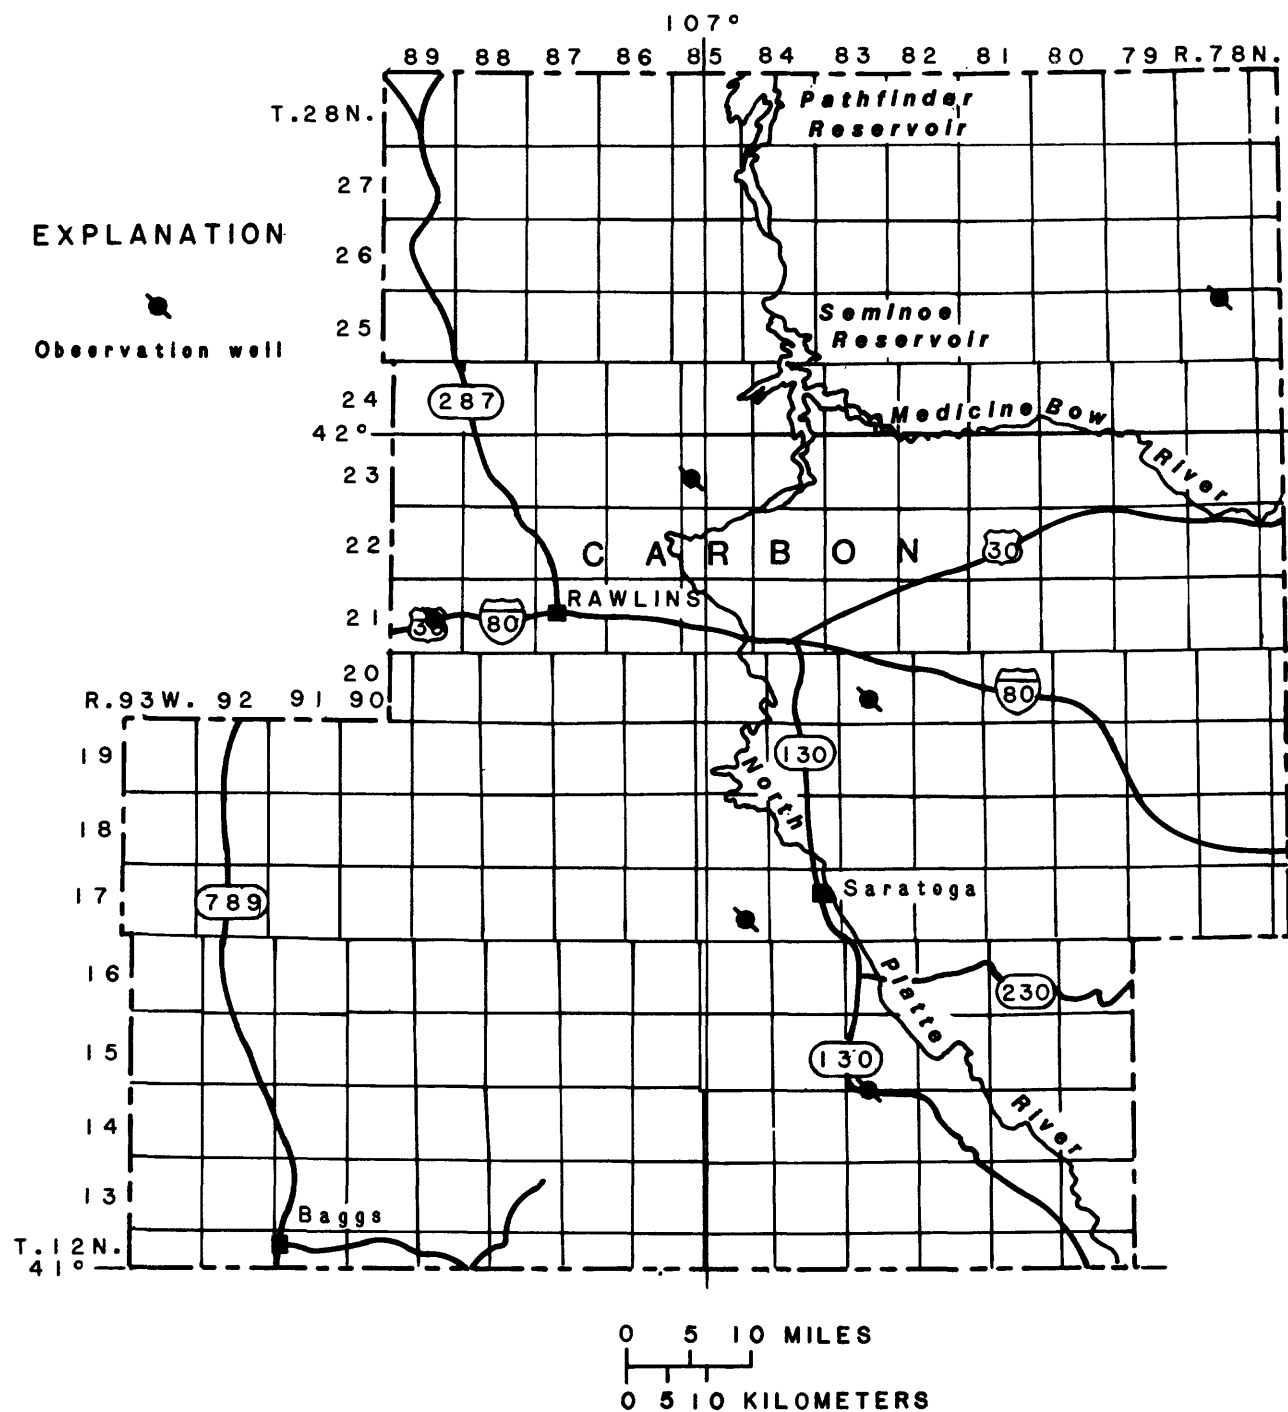 107°
89 88 87 86 85 84 83 82 81 80 79 R.78N.
T.28N.
Pathfinder
Reservoir
27
EXPLANATION
26
Seminoe
Reservoir
25
Observation well
24
287
Medicine Bow
River
42°
23
22
CARBON
30
RAWLINS
21
30
80
20
80
R.93W. 92 91 90
19
130
North
18
Saratoga
17
789
16
Platte
230
15
130
14
River
13
Baggs
T.12N.
41°
0 5 10 MILES
0 5 10 KILOMETERS